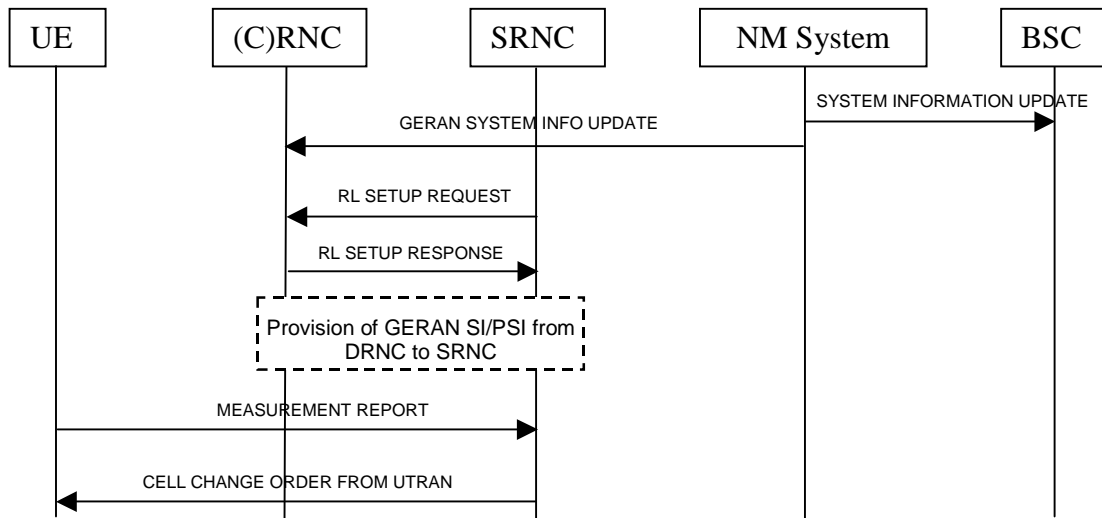 UE
(C)RNC
SRNC
NM System
BSC
SYSTEM INFORMATION UPDATE
GERAN SYSTEM INFO UPDATE
RL SETUP REQUEST
RL SETUP RESPONSE
Provision of GERAN SI/PSI from
DRNC to SRNC
MEASUREMENT REPORT
CELL CHANGE ORDER FROM UTRAN